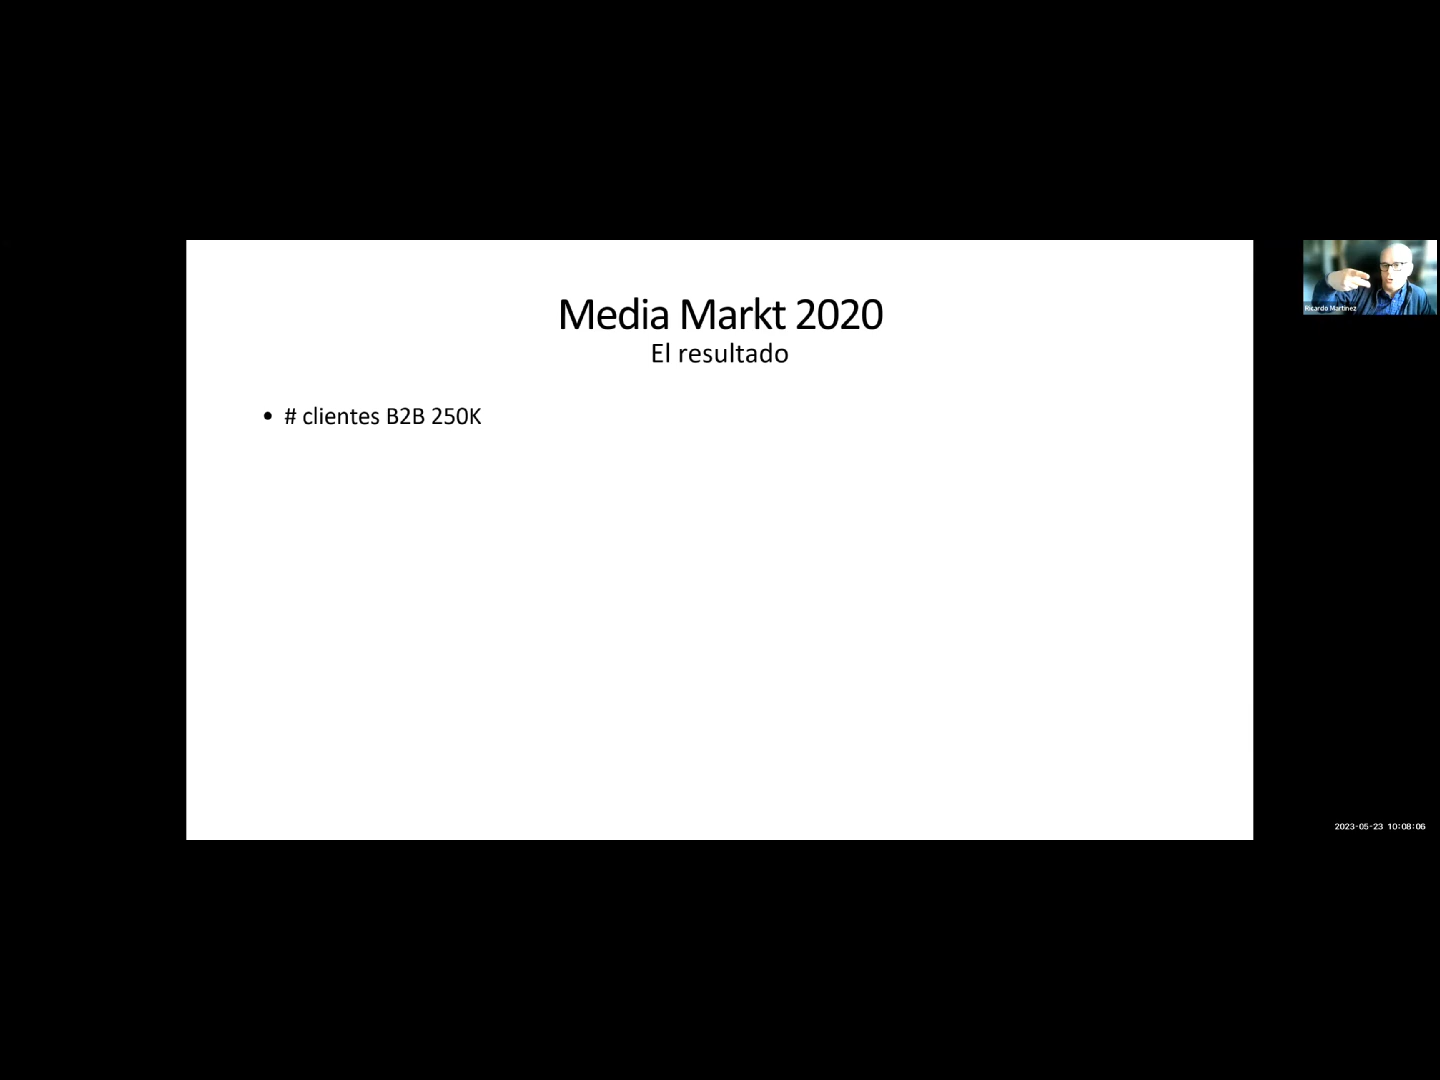 Media Markt 2020
El resultado
• # clientes B2B 250K
Ricardo Martinez
2023-05-23 10:08:06